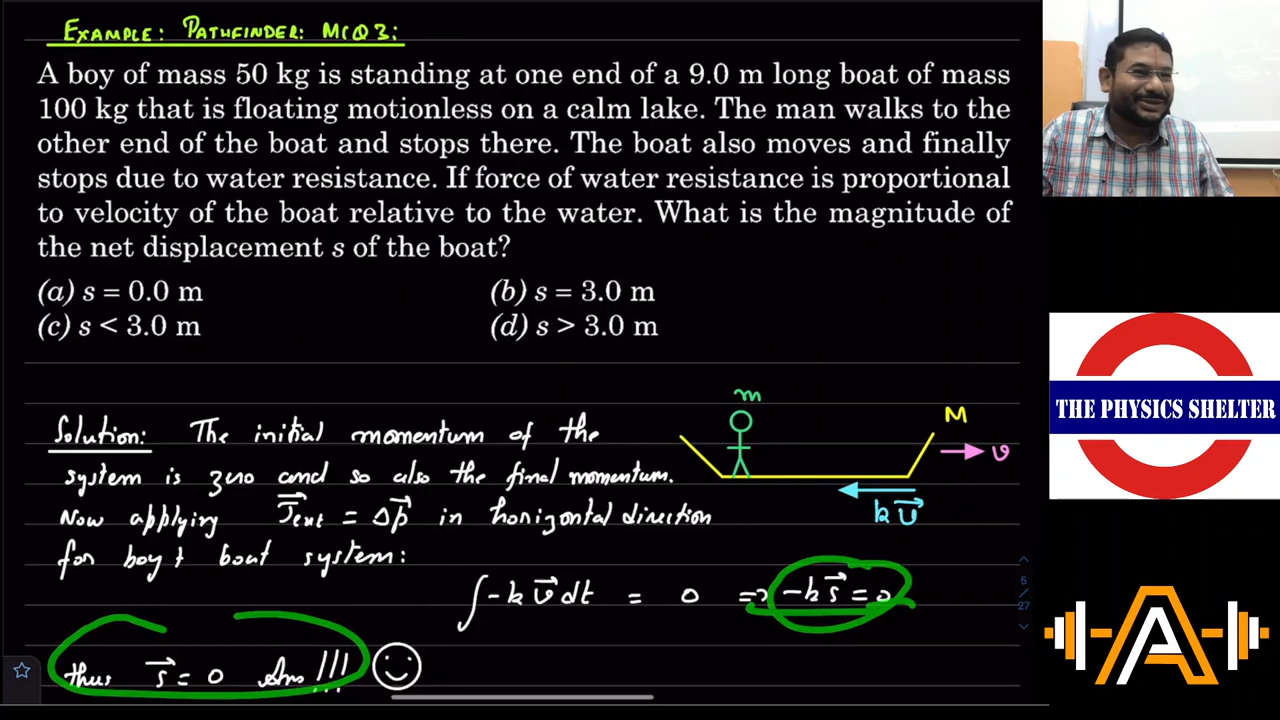 EXAMPLE: PATHFINDER: MCQ3:
A boy of mass 50 kg is standing at one end of a 9.0 m long boat of mass
100 kg that is floating motionless on a calm lake. The man walks to the
other end of the boat and stops there. The boat also moves and finally
stops due to water resistance. If force of water resistance is proportional
to velocity of the boat relative to the water. What is the magnitude of
the net displacement s of the boat?
(a) s = 0.0 m (b) s = 3.0 m
(c) s < 3.0 m (d) s > 3.0 m
THE PHYSICS SHELTER
m
M
v
k v⃗
Solution: The initial momentum of the
system is zero and so also the final momentum.
Now applying J⃗ext = Δp⃗ in horizontal direction
for boy + boat system:
∫-k v⃗ dt = 0 ⇒ -k s⃗ = 0
thus s⃗ = 0 Ans!!!
5
/
27
A